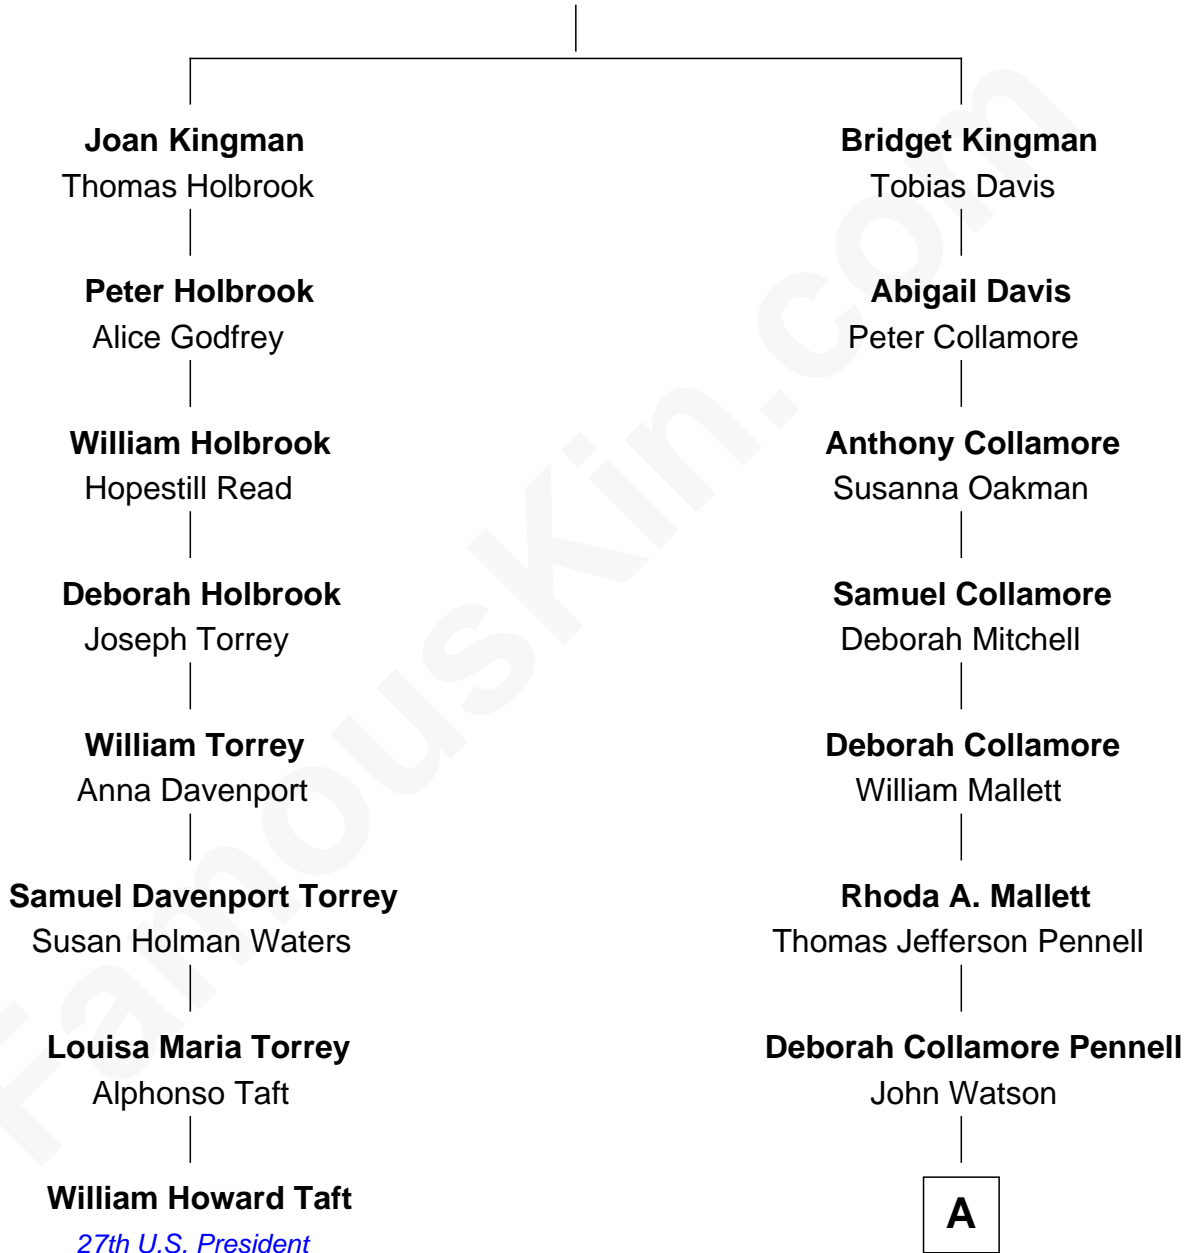 Joan Kingman
Thomas Holbrook
Peter Holbrook
Alice Godfrey
William Holbrook
Hopestill Read
Deborah Holbrook
Joseph Torrey
William Torrey
Anna Davenport
Samuel Davenport Torrey
Susan Holman Waters
Louisa Maria Torrey
Alphonso Taft
William Howard Taft
27th U.S. President
Bridget Kingman
Tobias Davis
Abigail Davis
Peter Collamore
Anthony Collamore
Susanna Oakman
Samuel Collamore
Deborah Mitchell
Deborah Collamore
William Mallett
Rhoda A. Mallett
Thomas Jefferson Pennell
Deborah Collamore Pennell
John Watson
A
FamousKin.com